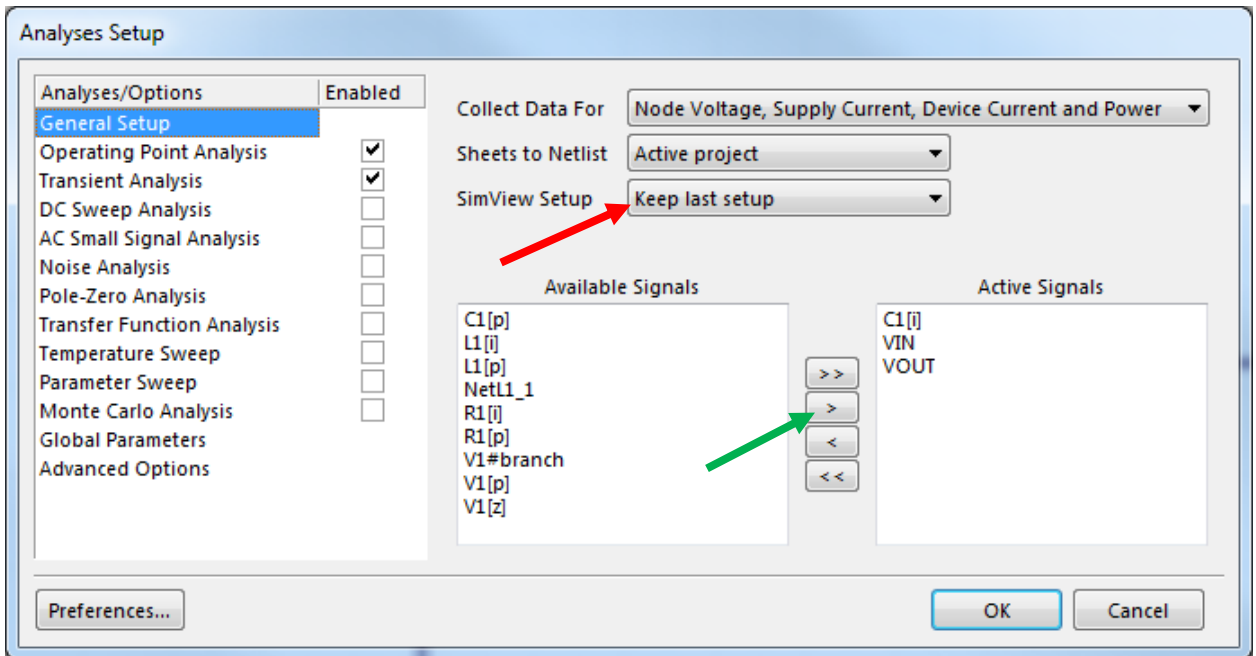 Analyses Setup
Analyses/Options Enabled
General Setup
Operating Point Analysis
Transient Analysis
DC Sweep Analysis
AC Small Signal Analysis
Noise Analysis
Pole-Zero Analysis
Transfer Function Analysis
Temperature Sweep
Parameter Sweep
Monte Carlo Analysis
Global Parameters
Advanced Options
Collect Data For Node Voltage, Supply Current, Device Current and Power
Sheets to Netlist Active project
SimView Setup Keep last setup
Available Signals
C1[p]
L1[i]
L1[p]
NetL1_1
R1[i]
R1[p]
V1#branch
V1[p]
V1[z]
>>
>
<
<<
Active Signals
C1[i]
VIN
VOUT
Preferences...
OK
Cancel